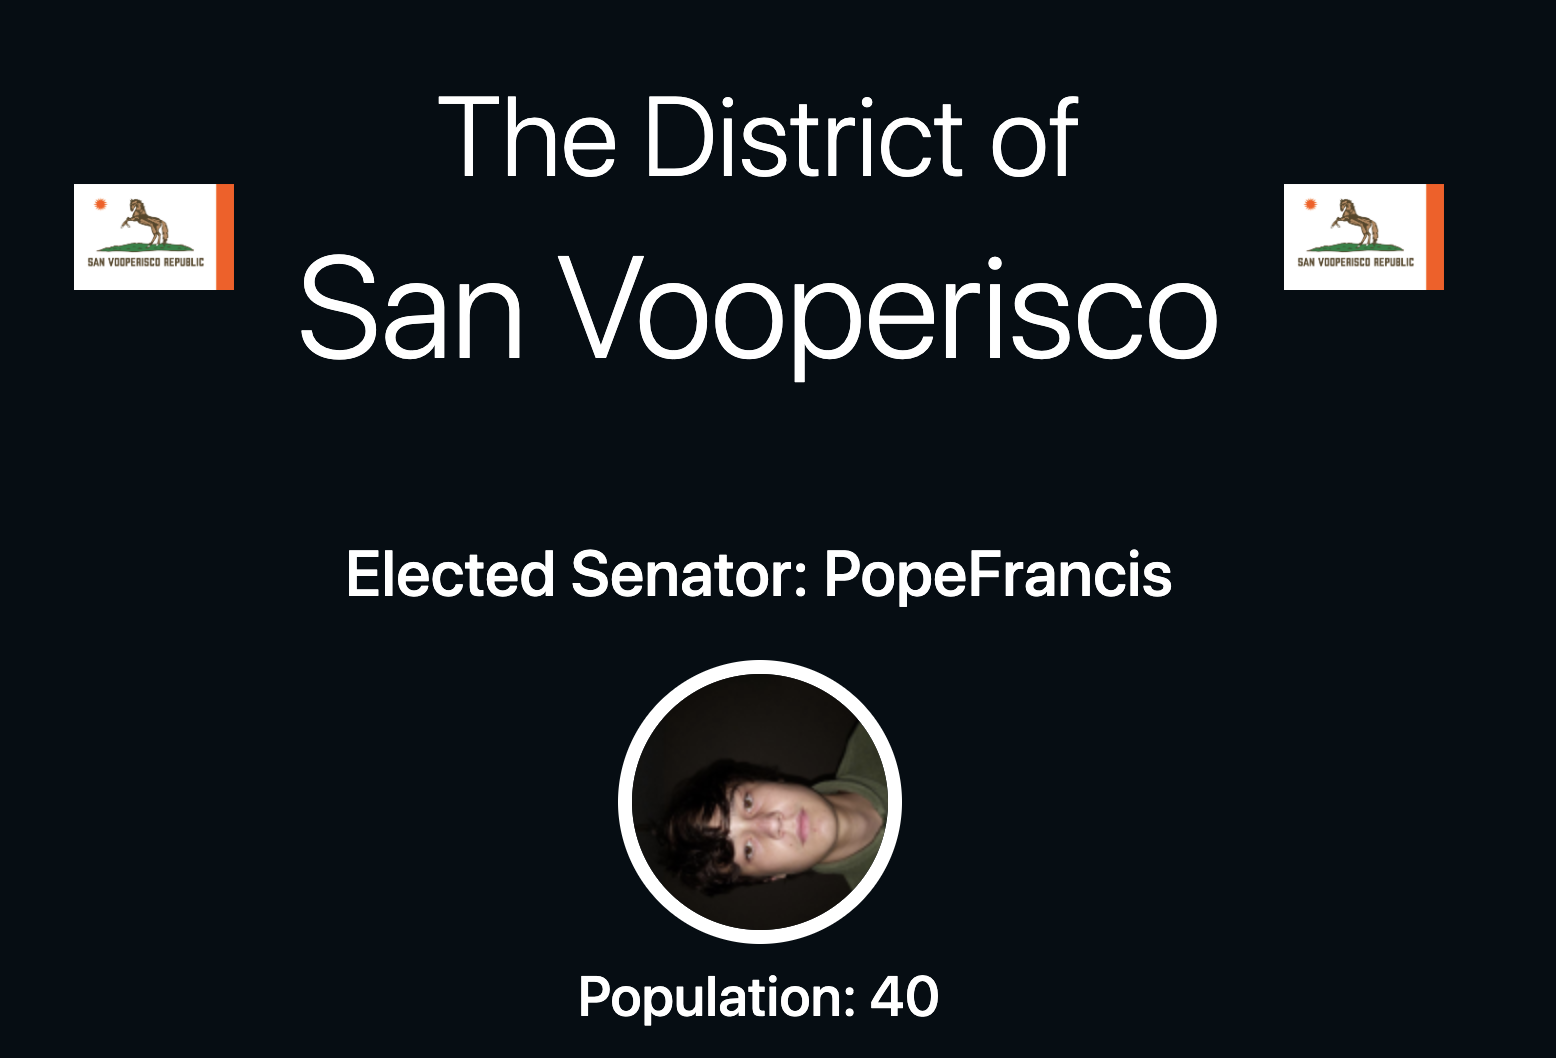 The District of
SAN VOOPERISCO REPUBLIC
SAN VOOPERISCO REPUBLIC
San Vooperisco
Elected Senator: PopeFrancis
Population: 40